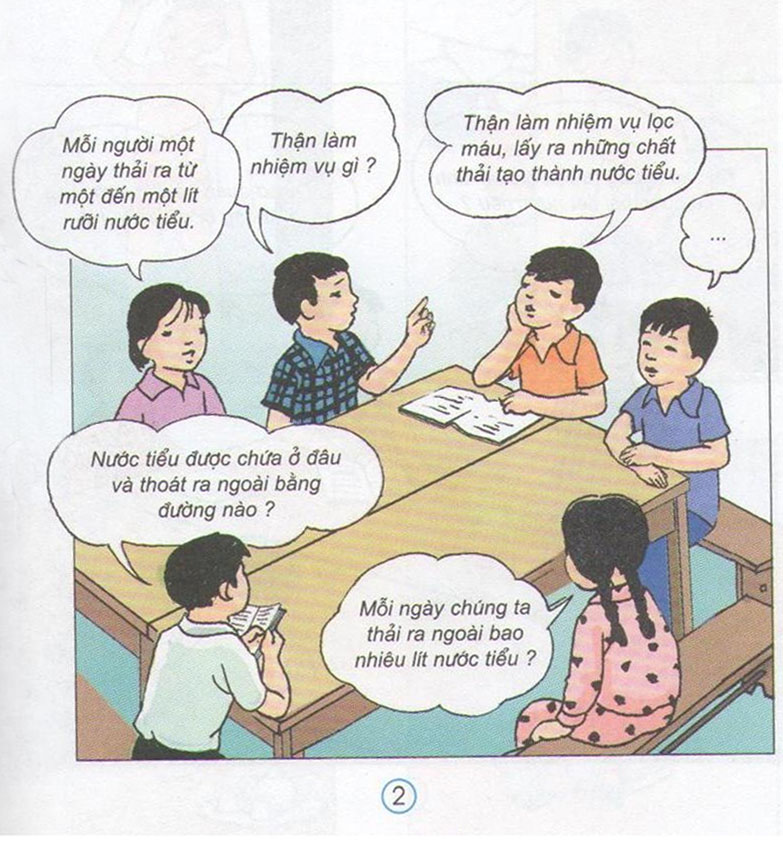 Mỗi người một
ngày thải ra từ
một đến một lít
rưỡi nước tiểu.
Thận làm
nhiệm vụ gì ?
Thận làm nhiệm vụ lọc
máu, lấy ra những chất
thải tạo thành nước tiểu.
...
Nước tiểu được chứa ở đâu
và thoát ra ngoài bằng
đường nào ?
Mỗi ngày chúng ta
thải ra ngoài bao
nhiêu lít nước tiểu ?
2